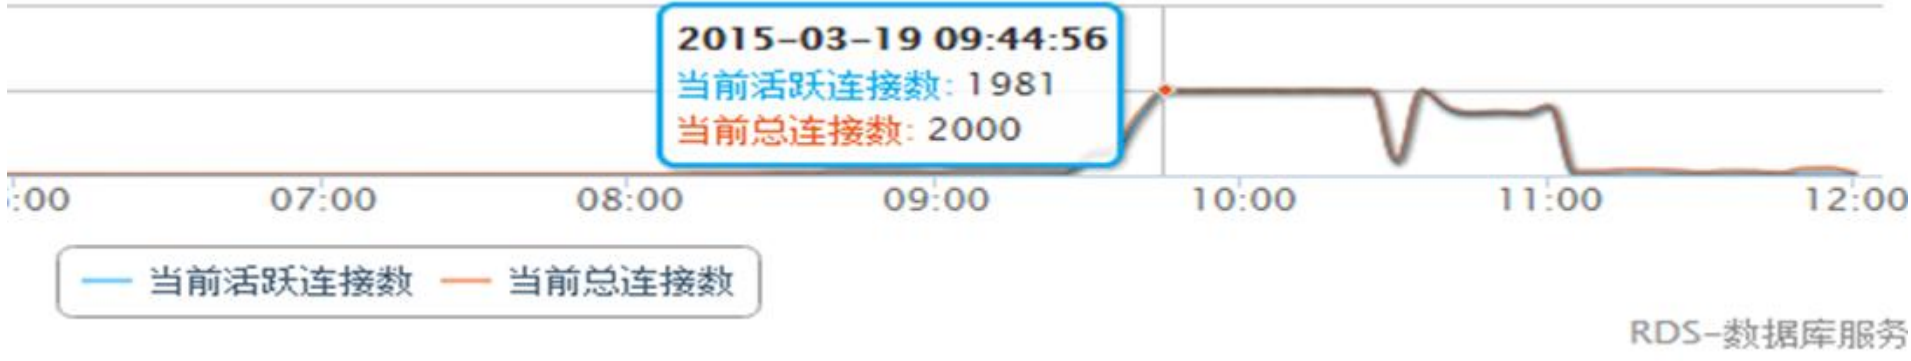 2015-03-19 09:44:56
当前活跃连接数: 1981
当前总连接数: 2000
:00 07:00 08:00 09:00 10:00 11:00 12:00
当前活跃连接数 当前总连接数
RDS-数据库服务